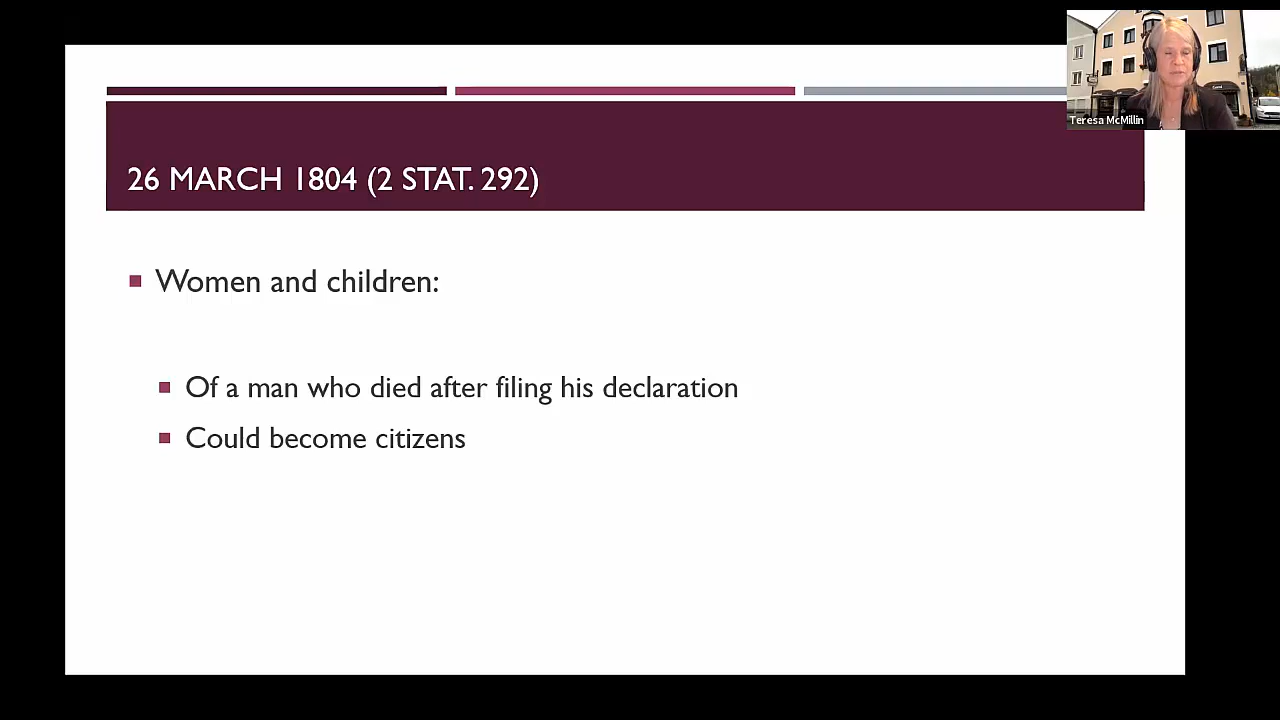 Teresa McMillin
26 MARCH 1804 (2 STAT. 292)
Women and children:
Of a man who died after filing his declaration
Could become citizens